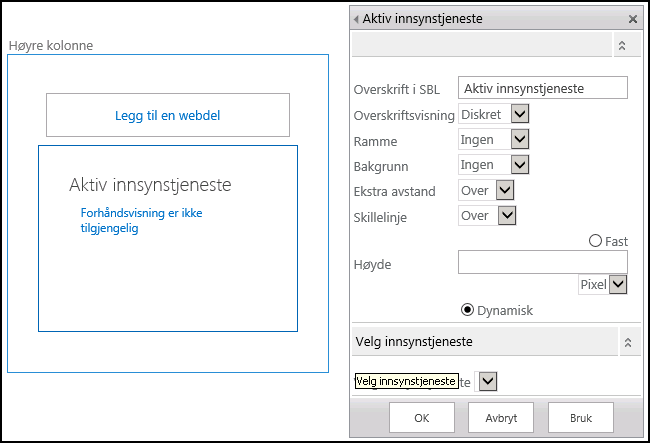 Høyre kolonne
Legg til en webdel
Aktiv innsynstjeneste
Forhåndsvisning er ikke
tilgjengelig
Aktiv innsynstjeneste
Overskrift i SBL Aktiv innsynstjeneste
Overskriftsvisning Diskret
Ramme Ingen
Bakgrunn Ingen
Ekstra avstand Over
Skillelinje Over
Fast
Høyde
Pixel
Dynamisk
Velg innsynstjeneste
Velg innsynstjeneste
OK Avbryt Bruk